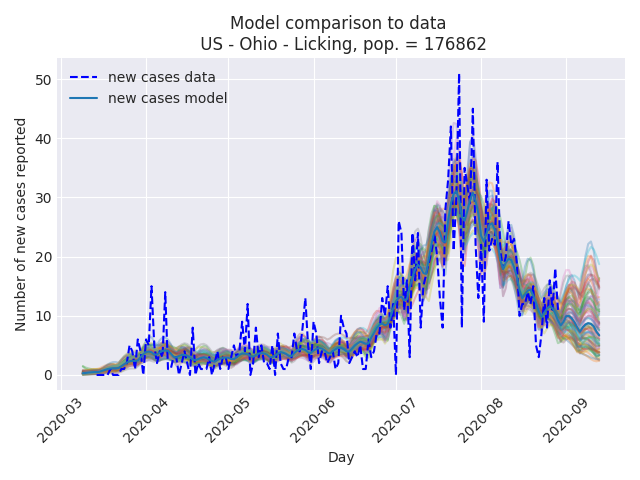 Model comparison to data
US - Ohio - Licking, pop. = 176862
new cases data
new cases model
Number of new cases reported
50
40
30
20
10
0
2020-03
2020-04
2020-05
2020-06
2020-07
2020-08
2020-09
Day